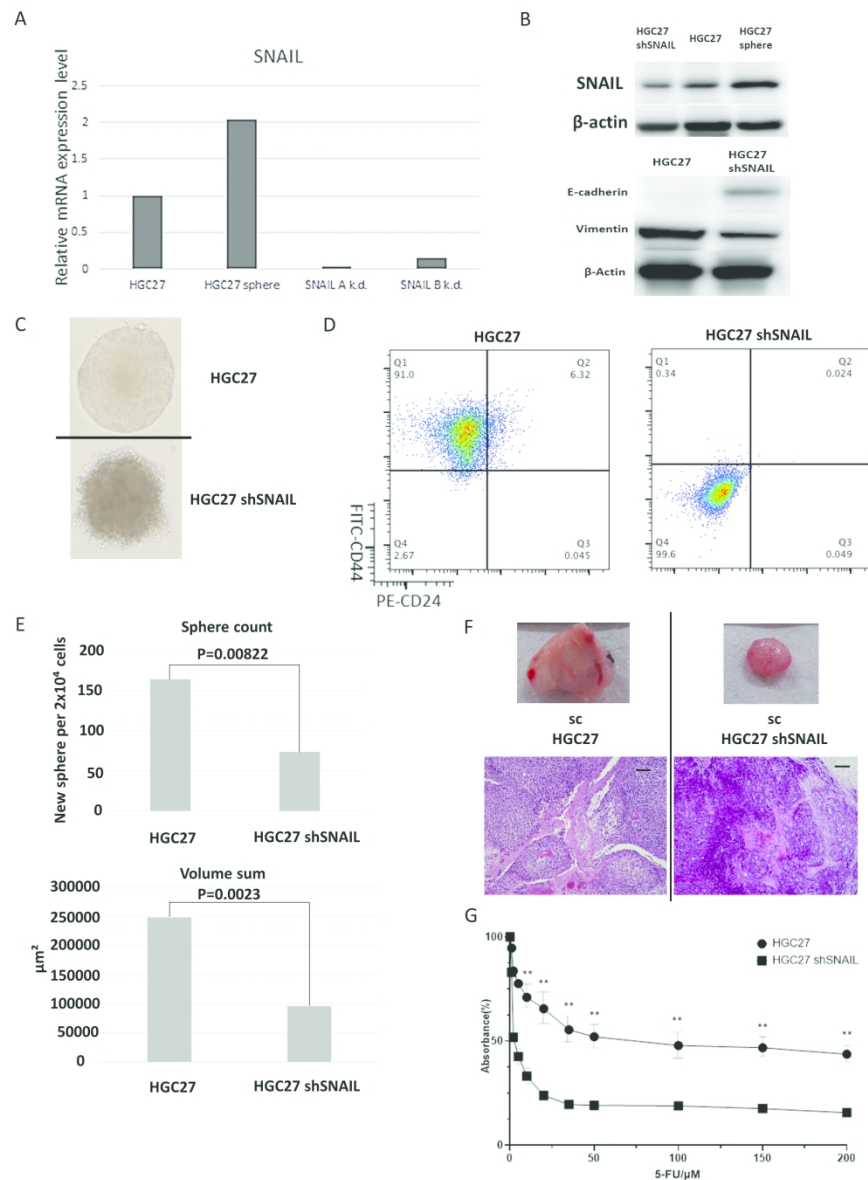 A
SNAIL
Relative mRNA expression level
2.5
2
1.5
1
0.5
0
HGC27
HGC27 sphere
SNAIL A k.d.
SNAIL B k.d.
B
HGC27 shSNAIL
HGC27
HGC27 sphere
SNAIL
β-actin
HGC27
HGC27 shSNAIL
E-cadherin
Vimentin
β-Actin
C
HGC27
HGC27 shSNAIL
D
HGC27
Q1
91.0
Q2
6.32
Q4
2.67
Q3
0.045
FITC-CD44
PE-CD24
HGC27 shSNAIL
Q1
0.34
Q2
0.024
Q4
99.6
Q3
0.049
E
Sphere count
P=0.00822
New sphere per 2x10⁴ cells
200
150
100
50
0
HGC27
HGC27 shSNAIL
Volume sum
P=0.0023
µm²
300000
250000
200000
150000
100000
50000
0
HGC27
HGC27 shSNAIL
F
sc
HGC27
sc
HGC27 shSNAIL
G
HGC27
HGC27 shSNAIL
Absorbance(%)
100
50
0
** ** ** ** ** ** **
0
50
100
150
200
5-FU/µM